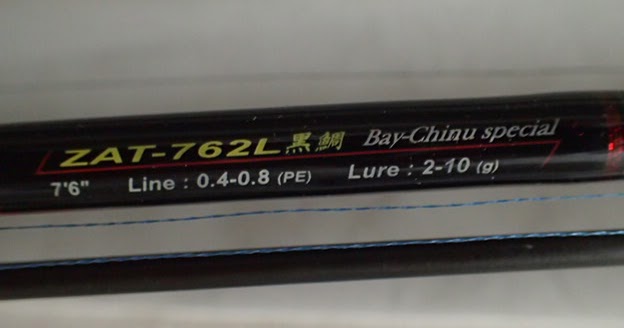 ZAT-762L 黒鯛 Bay-Chinu special
7'6" Line : 0.4-0.8 (PE) Lure : 2-10 (g)